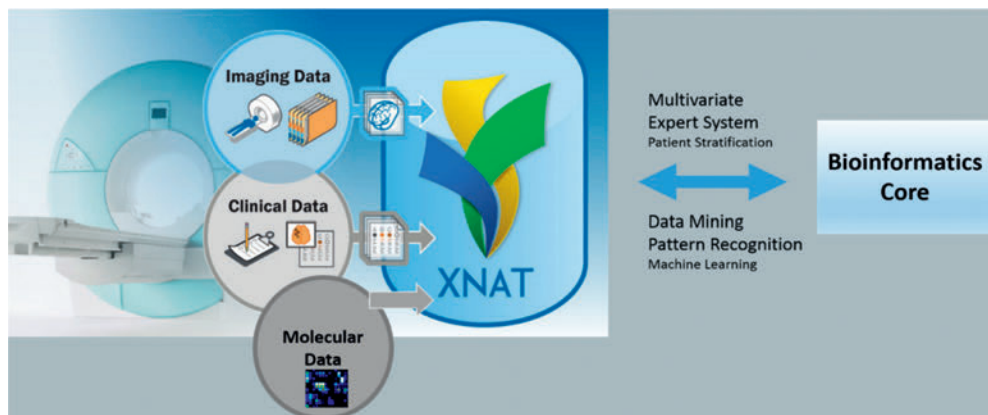 Imaging Data
Clinical Data
Molecular
Data
XNAT
Multivariate
Expert System
Patient Stratification
Data Mining
Pattern Recognition
Machine Learning
Bioinformatics
Core